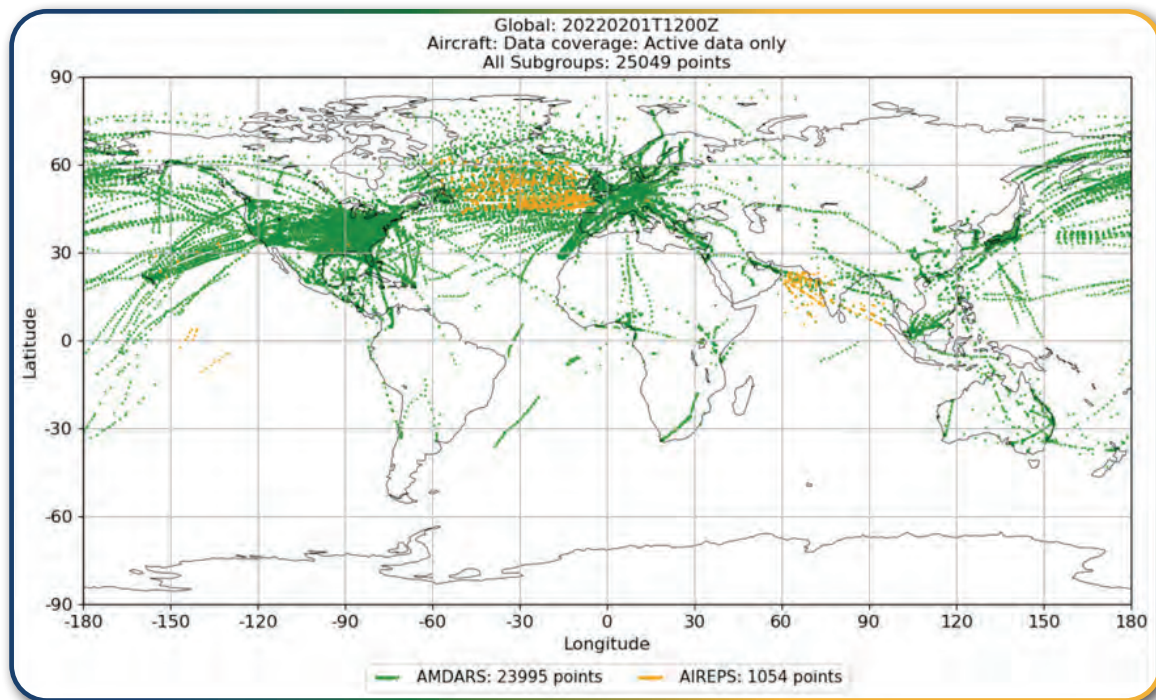 Global: 20220201T1200Z
Aircraft: Data coverage: Active data only
All Subgroups: 25049 points
90
60
30
0
-30
-60
-90
Latitude
-180
-150
-120
-90
-60
-30
0
30
60
90
120
150
180
Longitude
AMDARS: 23995 points
AIREPS: 1054 points